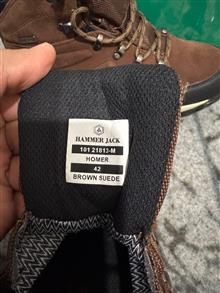 HAMMER JACK
101 21813-M
HOMER
42
BROWN SUEDE